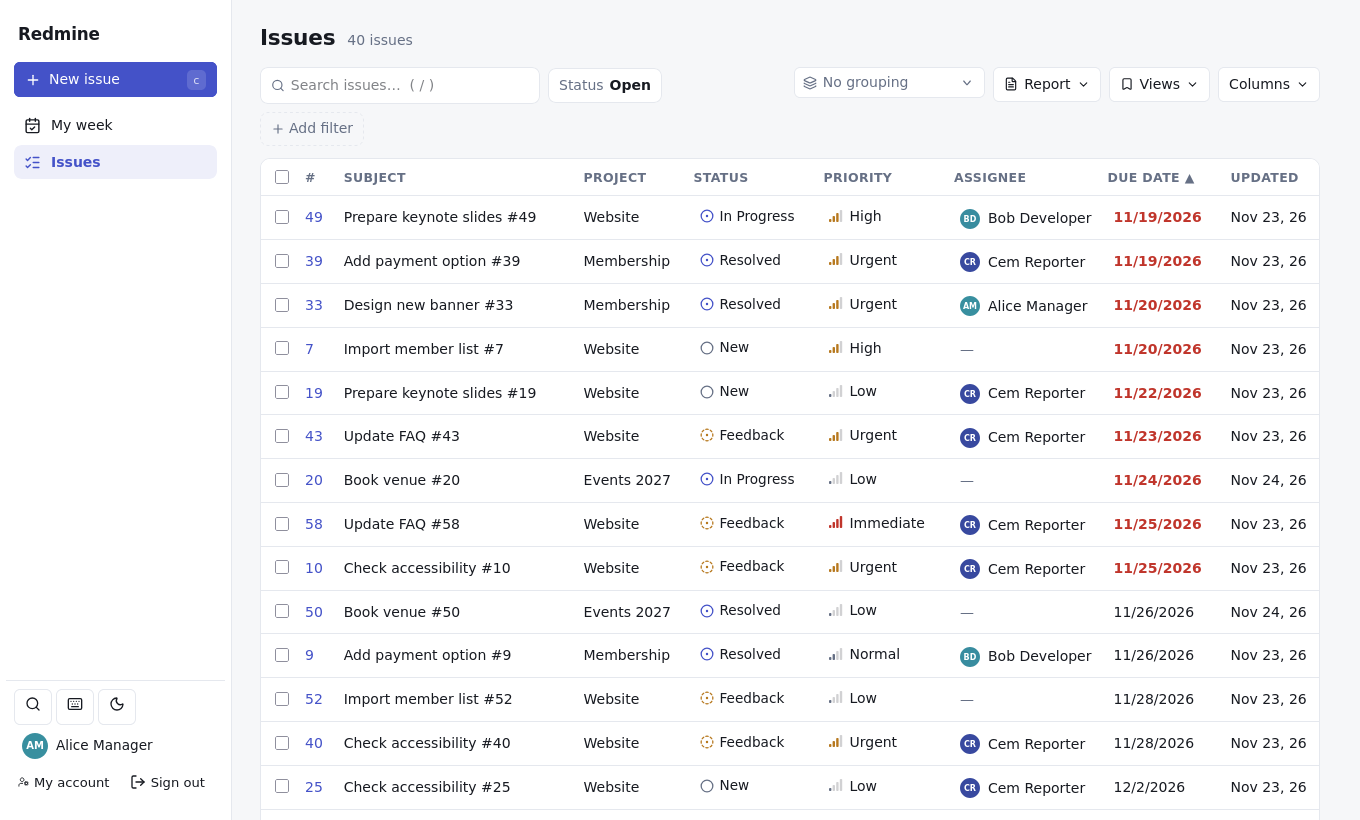 Redmine
New issue c
My week
Issues
AM Alice Manager
My account Sign out
Issues 40 issues
Search issues… ( / ) Status Open No grouping Report Views Columns
Add filter
# SUBJECT PROJECT STATUS PRIORITY ASSIGNEE DUE DATE ▲ UPDATED
49 Prepare keynote slides #49 Website In Progress High BD Bob Developer 11/19/2026 Nov 23, 26
39 Add payment option #39 Membership Resolved Urgent CR Cem Reporter 11/19/2026 Nov 23, 26
33 Design new banner #33 Membership Resolved Urgent AM Alice Manager 11/20/2026 Nov 23, 26
7 Import member list #7 Website New High — 11/20/2026 Nov 23, 26
19 Prepare keynote slides #19 Website New Low CR Cem Reporter 11/22/2026 Nov 23, 26
43 Update FAQ #43 Website Feedback Urgent CR Cem Reporter 11/23/2026 Nov 23, 26
20 Book venue #20 Events 2027 In Progress Low — 11/24/2026 Nov 24, 26
58 Update FAQ #58 Website Feedback Immediate CR Cem Reporter 11/25/2026 Nov 23, 26
10 Check accessibility #10 Website Feedback Urgent CR Cem Reporter 11/25/2026 Nov 23, 26
50 Book venue #50 Events 2027 Resolved Low — 11/26/2026 Nov 24, 26
9 Add payment option #9 Membership Resolved Normal BD Bob Developer 11/26/2026 Nov 23, 26
52 Import member list #52 Website Feedback Low — 11/28/2026 Nov 23, 26
40 Check accessibility #40 Website Feedback Urgent CR Cem Reporter 11/28/2026 Nov 23, 26
25 Check accessibility #25 Website New Low CR Cem Reporter 12/2/2026 Nov 23, 26